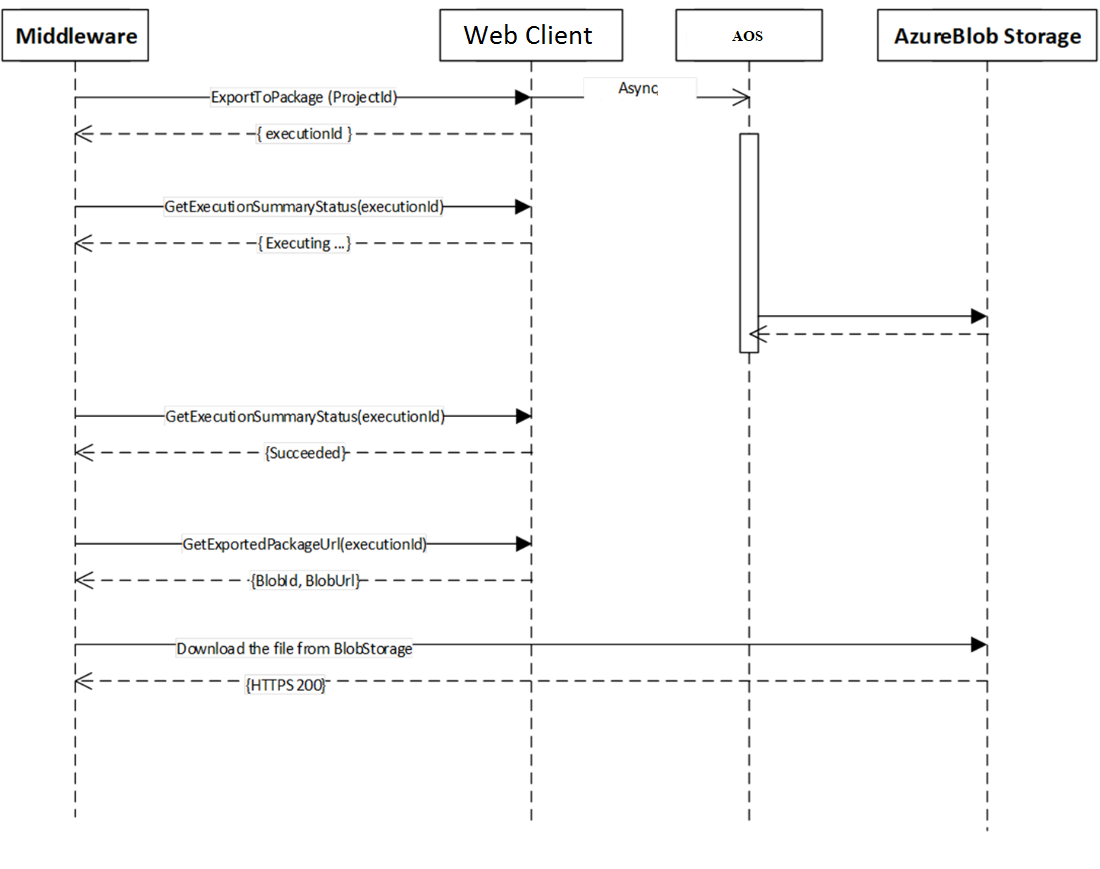 Middleware
Web Client
AOS
AzureBlob Storage
ExportToPackage (ProjectId)
Async
{ executionId }
GetExecutionSummaryStatus(executionId)
{ Executing ...}
GetExecutionSummaryStatus(executionId)
{Succeeded}
GetExportedPackageUrl(executionId)
{BlobId, BlobUrl}
Download the file from BlobStorage
{HTTPS 200}